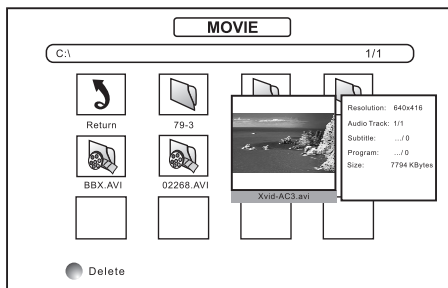 MOVIE
C:\ 1/1
Return 79-3
Resolution: 640x416
Audio Track: 1/1
Subtitle: .../ 0
Program: .../ 0
Size: 7794 KBytes
BBX.AVI 02268.AVI
Xvid-AC3.avi
Delete